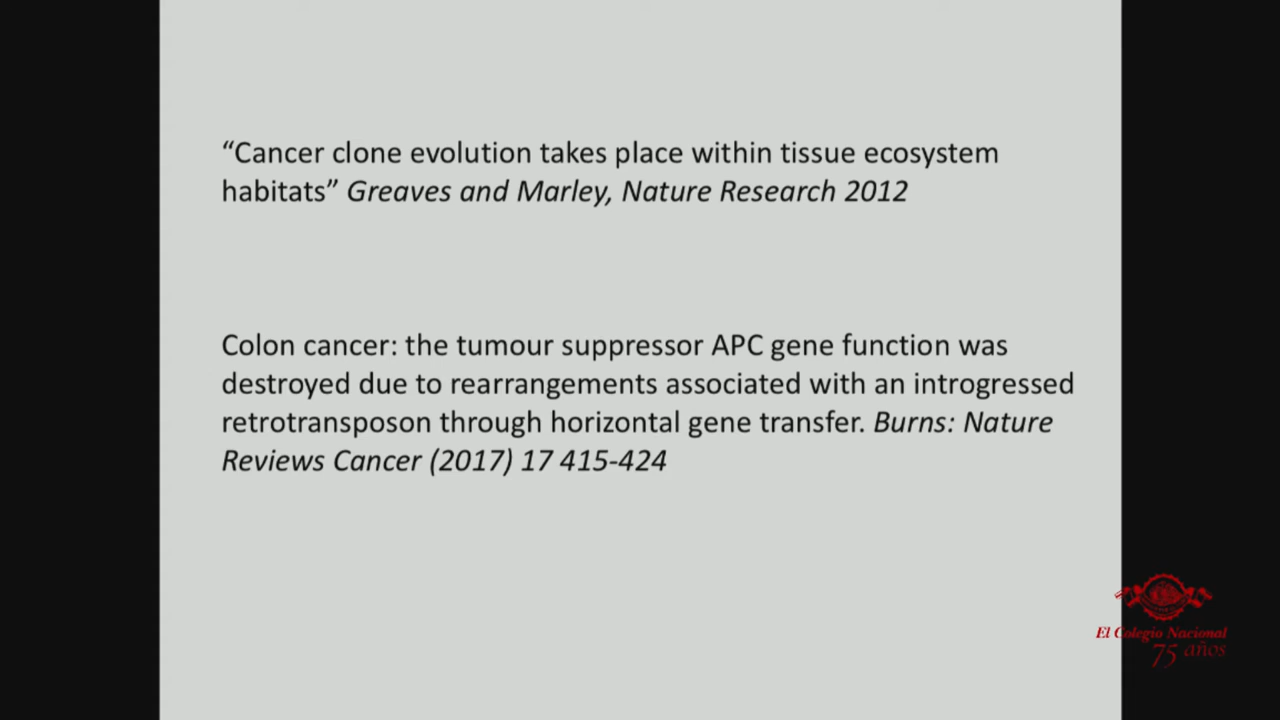 “Cancer clone evolution takes place within tissue ecosystem
habitats” Greaves and Marley, Nature Research 2012
Colon cancer: the tumour suppressor APC gene function was
destroyed due to rearrangements associated with an introgressed
retrotransposon through horizontal gene transfer. Burns: Nature
Reviews Cancer (2017) 17 415-424
El Colegio Nacional
75 años